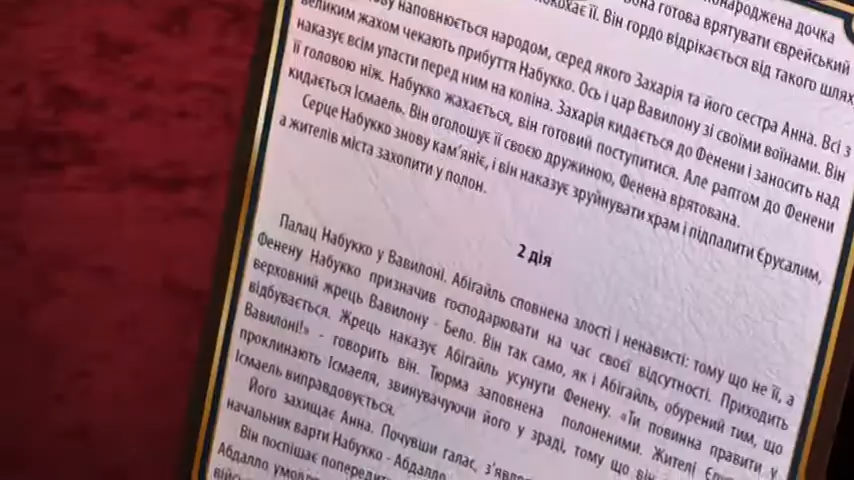 народжена дочка
вона готова врятувати єврейський
кохає її. Він гордо відрікається від такого шлях
наповнюється народом, серед якого Захарія та його сестра Анна. Всі з
великим жахом чекають прибуття Набукко. Ось і цар Вавилону зі своїми воїнами. Він
наказує всім упасти перед ним на коліна. Захарія кидається до Фенени і заносить над
її головою ніж. Набукко жахається, він готовий поступитися. Але раптом до Фенени
кидається Ісмаель. Він оголошує її своєю дружиною, Фенена врятована.
Серце Набукко знову кам'яніє, і він наказує зруйнувати храм і підпалити Єрусалим,
а жителів міста захопити у полон.
2 дія
Палац Набукко у Вавилоні. Абігайль сповнена злості і ненависті: тому що не її, а
Фенену Набукко призначив господарювати на час своєї відсутності. Приходить
верховний жрець Вавилону - Бело. Він так само, як і Абігайль, обурений тим, що
відбувається. Жрець наказує Абігайль усунути Фенену. «Ти повинна правити у
Вавилоні!» - говорить він. Тюрма заповнена полоненими. Жителі
проклинають Ісмаеля, звинувачуючи його у зраді, тому що він
Ісмаель виправдовується.
Його захищає Анна. Почувши галас,
начальник варти Набукко - Абдалло.
Він поспішає
Абдалло